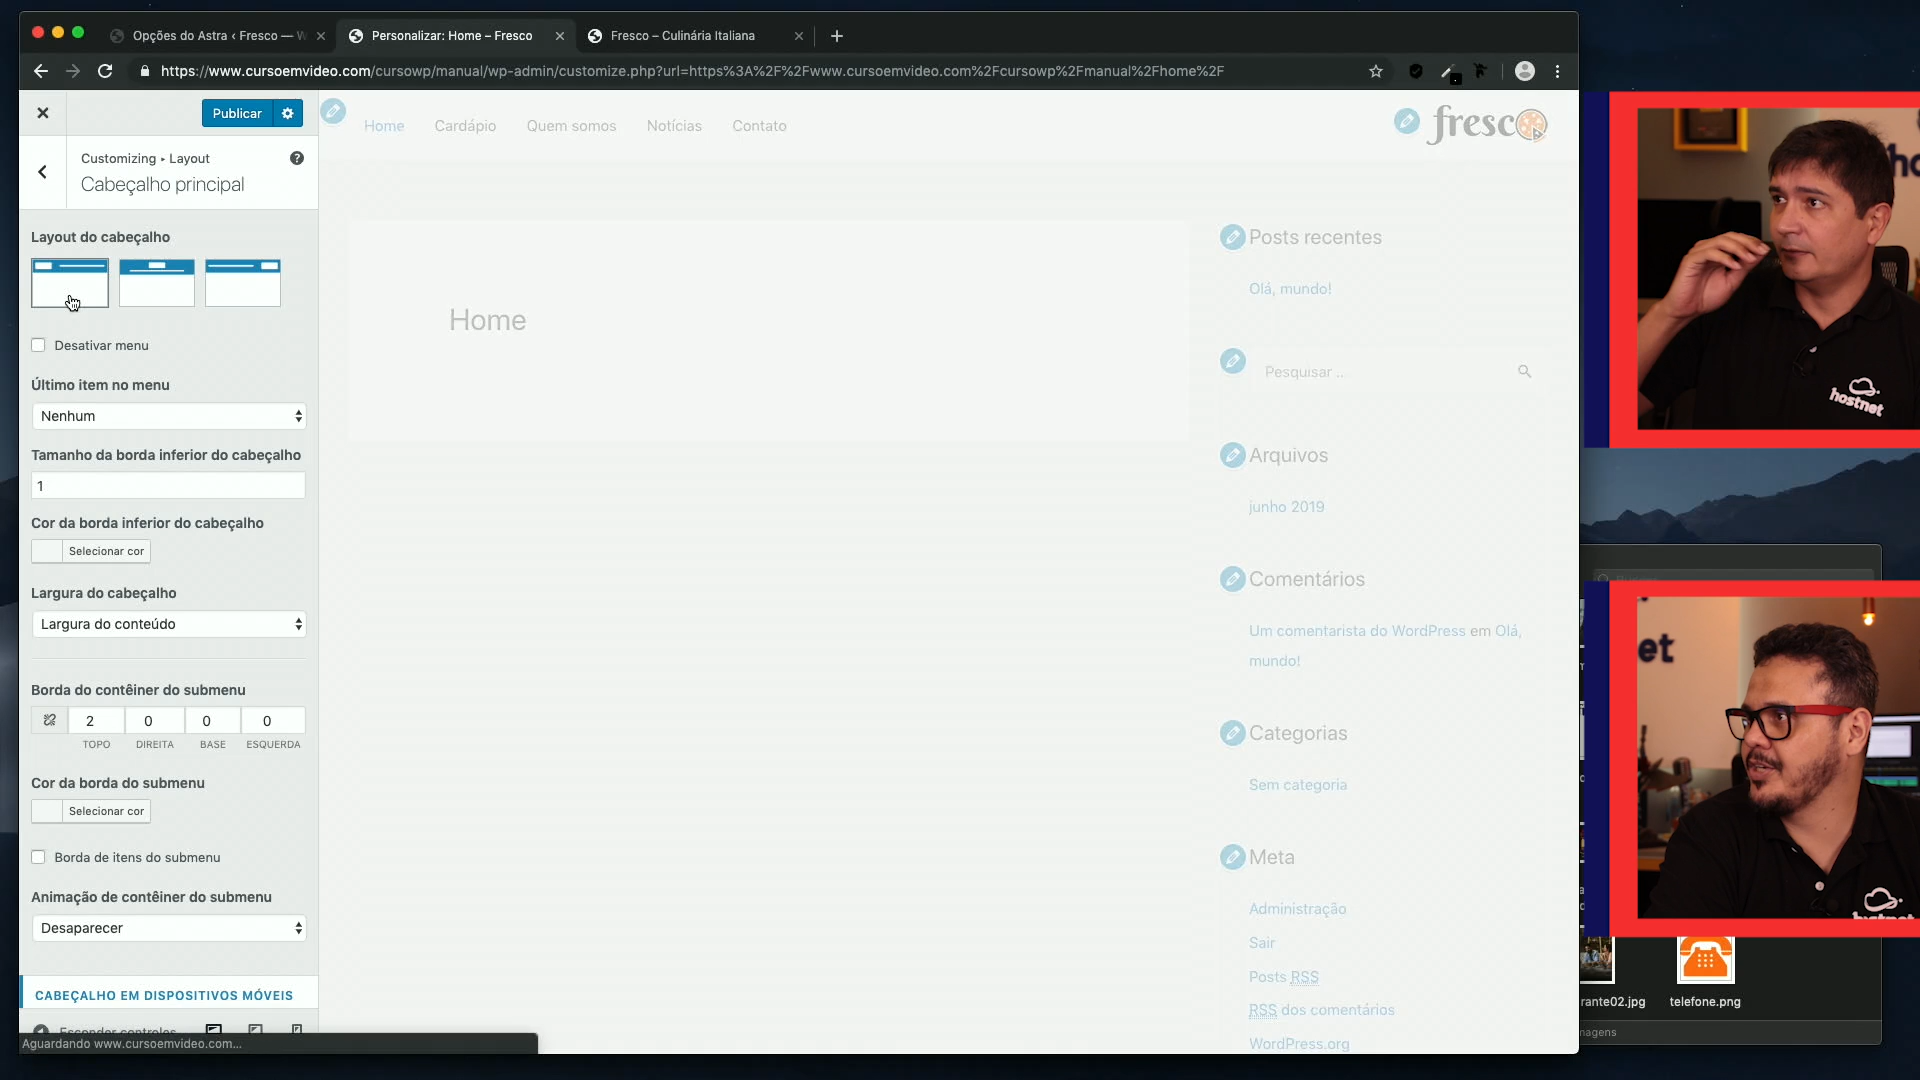 Opções do Astra ‹ Fresco — W
Personalizar: Home – Fresco
Fresco – Culinária Italiana
https://www.cursoemvideo.com/cursowp/manual/wp-admin/customize.php?url=https%3A%2F%2Fwww.cursoemvideo.com%2Fcursowp%2Fmanual%2Fhome%2F
Publicar
Customizing ▸ Layout
Cabeçalho principal
Layout do cabeçalho
Desativar menu
Último item no menu
Nenhum
Tamanho da borda inferior do cabeçalho
1
Cor da borda inferior do cabeçalho
Selecionar cor
Largura do cabeçalho
Largura do conteúdo
Borda do contêiner do submenu
2 0 0 0
TOPO DIREITA BASE ESQUERDA
Cor da borda do submenu
Selecionar cor
Borda de itens do submenu
Animação de contêiner do submenu
Desaparecer
CABEÇALHO EM DISPOSITIVOS MÓVEIS
Esconder controles
Aguardando www.cursoemvideo.com...
Home Cardápio Quem somos Notícias Contato
fresco
Home
Posts recentes
Olá, mundo!
Pesquisar ...
Arquivos
junho 2019
Comentários
Um comentarista do WordPress em Olá,
mundo!
Categorias
Sem categoria
Meta
Administração
Sair
Posts RSS
RSS dos comentários
WordPress.org
ho
hostnet
et
hostnet
rante02.jpg
telefone.png
nagens